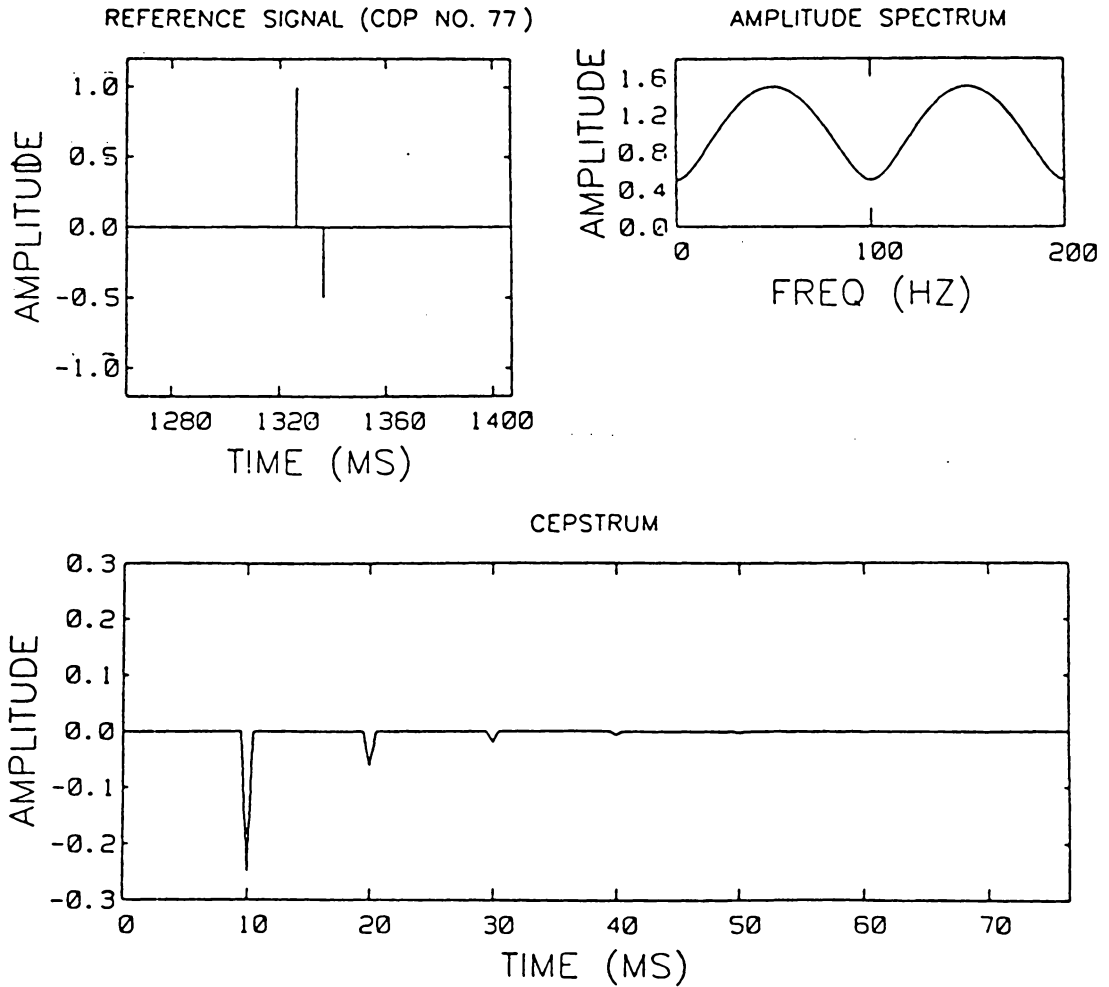 REFERENCE SIGNAL (CDP NO. 77)
AMPLITUDE
1.0
0.5
0.0
-0.5
-1.0
1280 1320 1360 1400
TIME (MS)
AMPLITUDE SPECTRUM
AMPLITUDE
1.6
1.2
0.8
0.4
0.0
0 100 200
FREQ (HZ)
CEPSTRUM
AMPLITUDE
0.3
0.2
0.1
0.0
-0.1
-0.2
-0.3
0 10 20 30 40 50 60 70
TIME (MS)